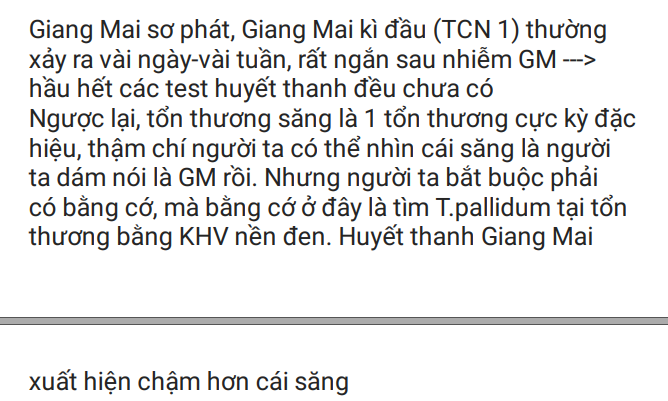 Giang Mai sơ phát, Giang Mai kì đầu (TCN 1) thường
xảy ra vài ngày-vài tuần, rất ngắn sau nhiễm GM --->
hầu hết các test huyết thanh đều chưa có
Ngược lại, tổn thương săng là 1 tổn thương cực kỳ đặc
hiệu, thậm chí người ta có thể nhìn cái săng là người
ta dám nói là GM rồi. Nhưng người ta bắt buộc phải
có bằng cớ, mà bằng cớ ở đây là tìm T.pallidum tại tổn
thương bằng KHV nền đen. Huyết thanh Giang Mai
xuất hiện chậm hơn cái săng